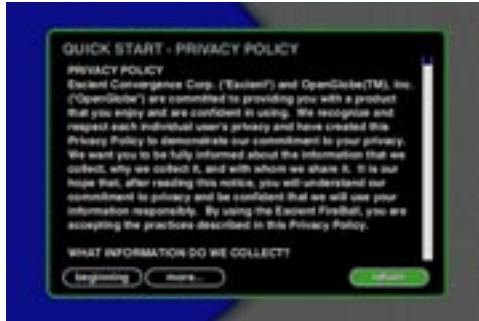 QUICK START - PRIVACY POLICY
PRIVACY POLICY
Escient Convergence Corp. ("Escient") and OpenGlobe(TM), Inc.
("OpenGlobe") are committed to providing you with a product
that you enjoy and are confident in using. We recognize and
respect each individual user's privacy and have created this
Privacy Policy to demonstrate our commitment to your privacy.
We want you to be fully informed about the information that we
collect, why we collect it, and with whom we share it. It is our
hope that, after reading this notice, you will understand our
commitment to privacy and be confident that we will use your
information responsibly. By using the Escient FireBall, you are
accepting the practices described in this Privacy Policy.
WHAT INFORMATION DO WE COLLECT?
beginning more... return